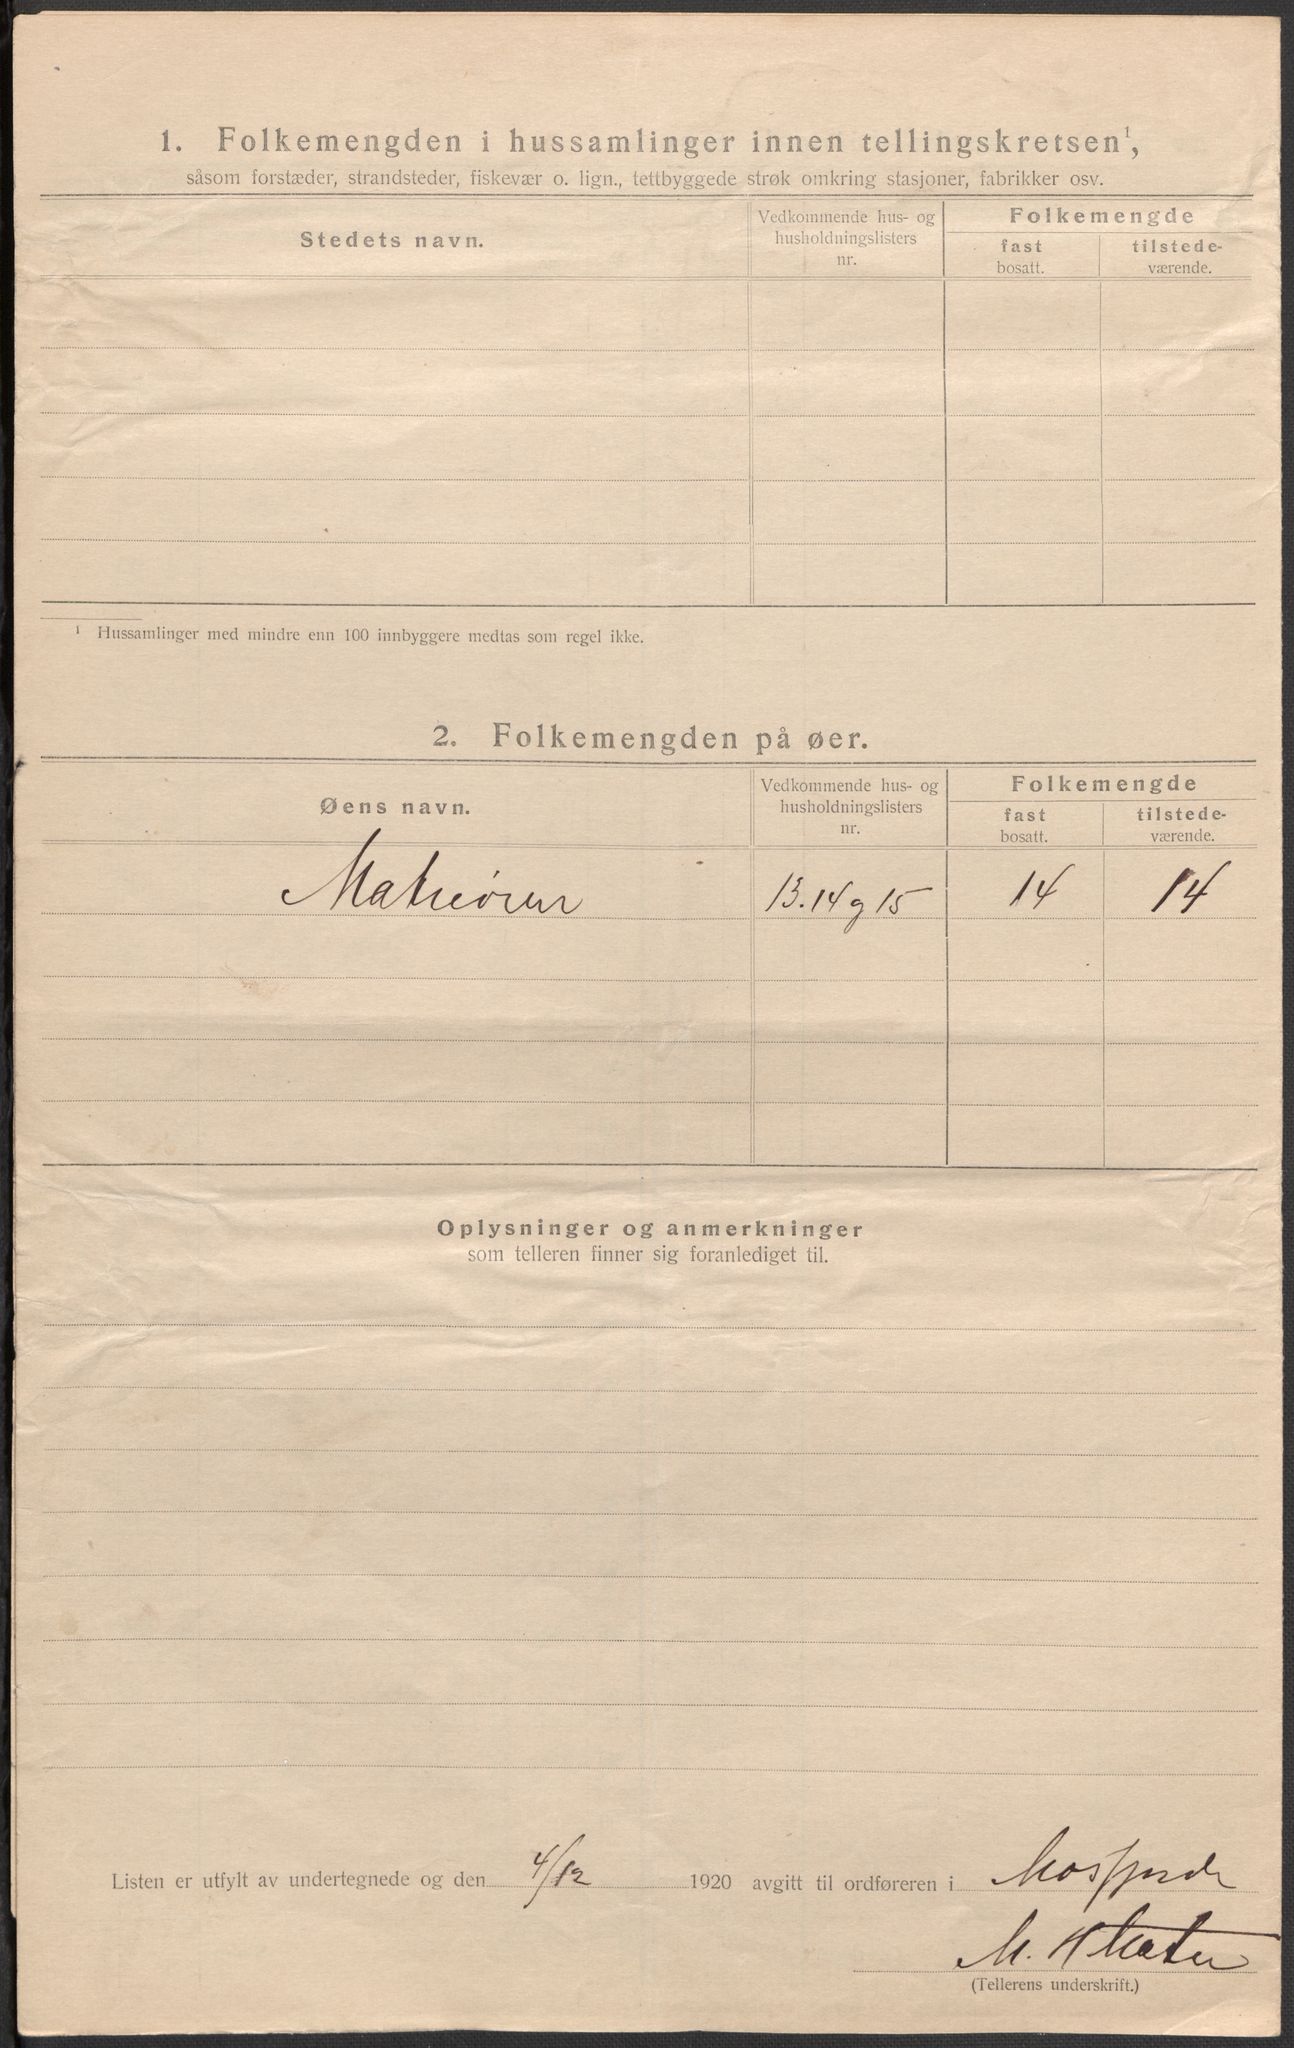 1. Folkemengden i hussamlinger innen tellingskretsen¹,
såsom forstæder, strandsteder, fiskevær o. lign., tettbyggede strøk omkring stasjoner, fabrikker osv.
Stedets navn.
Vedkommende hus- og
husholdningslisters
nr.
Folkemengde
fast
bosatt.
tilstede-
værende.
¹ Hussamlinger med mindre enn 100 innbyggere medtas som regel ikke.
2. Folkemengden på øer.
Øens navn.
Vedkommende hus- og
husholdningslisters
nr.
Folkemengde
fast
bosatt.
tilstede-
værende.
13. 14 g 15 14 14
Oplysninger og anmerkninger
som telleren finner sig foranlediget til.
Listen er utfylt av undertegnede og den 4/12 1920 avgitt til ordføreren i
M. H
(Tellerens underskrift.)